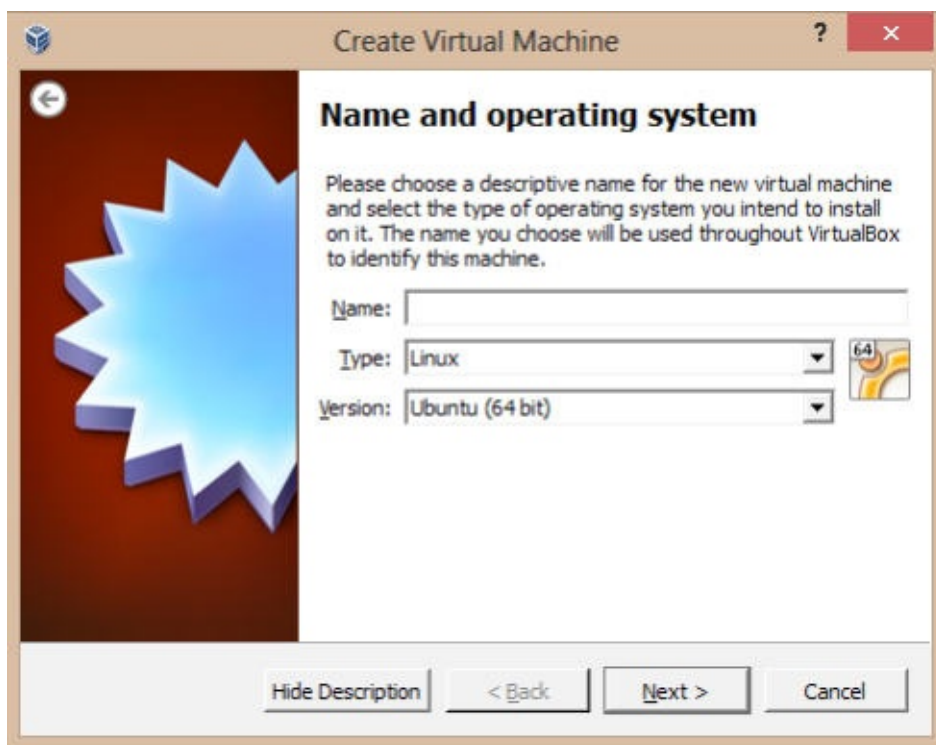 Create Virtual Machine
?
Name and operating system
Please choose a descriptive name for the new virtual machine
and select the type of operating system you intend to install
on it. The name you choose will be used throughout VirtualBox
to identify this machine.
Name:
Type: Linux
64
Version: Ubuntu (64 bit)
Hide Description < Back Next > Cancel